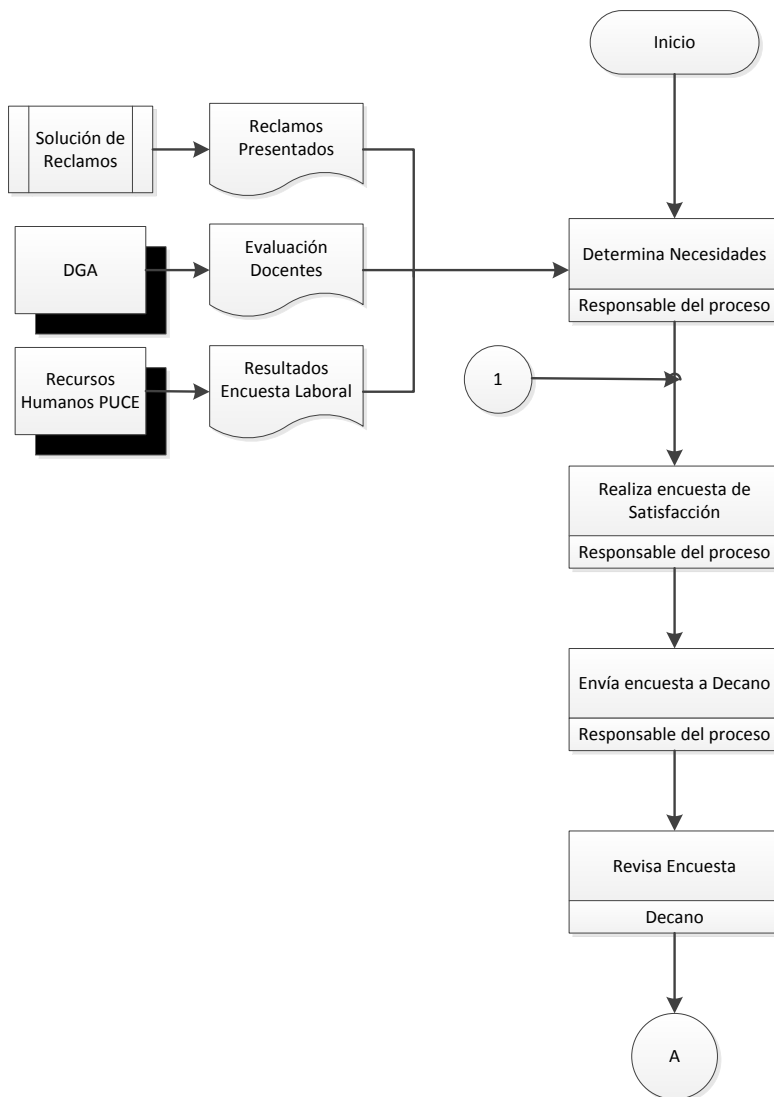 Inicio
Solución de
Reclamos
Reclamos
Presentados
DGA
Evaluación
Docentes
Determina Necesidades
Responsable del proceso
Recursos
Humanos PUCE
Resultados
Encuesta Laboral
1
Realiza encuesta de
Satisfacción
Responsable del proceso
Envía encuesta a Decano
Responsable del proceso
Revisa Encuesta
Decano
A